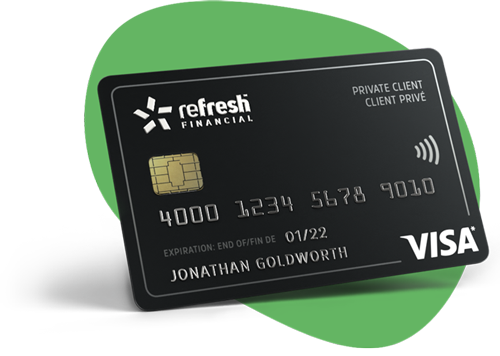 refresh
FINANCIAL
PRIVATE CLIENT
CLIENT PRIVÉ
4000 1234 5678 9010
EXPIRATION: END OF/FIN DE 01/22
JONATHAN GOLDWORTH
VISA